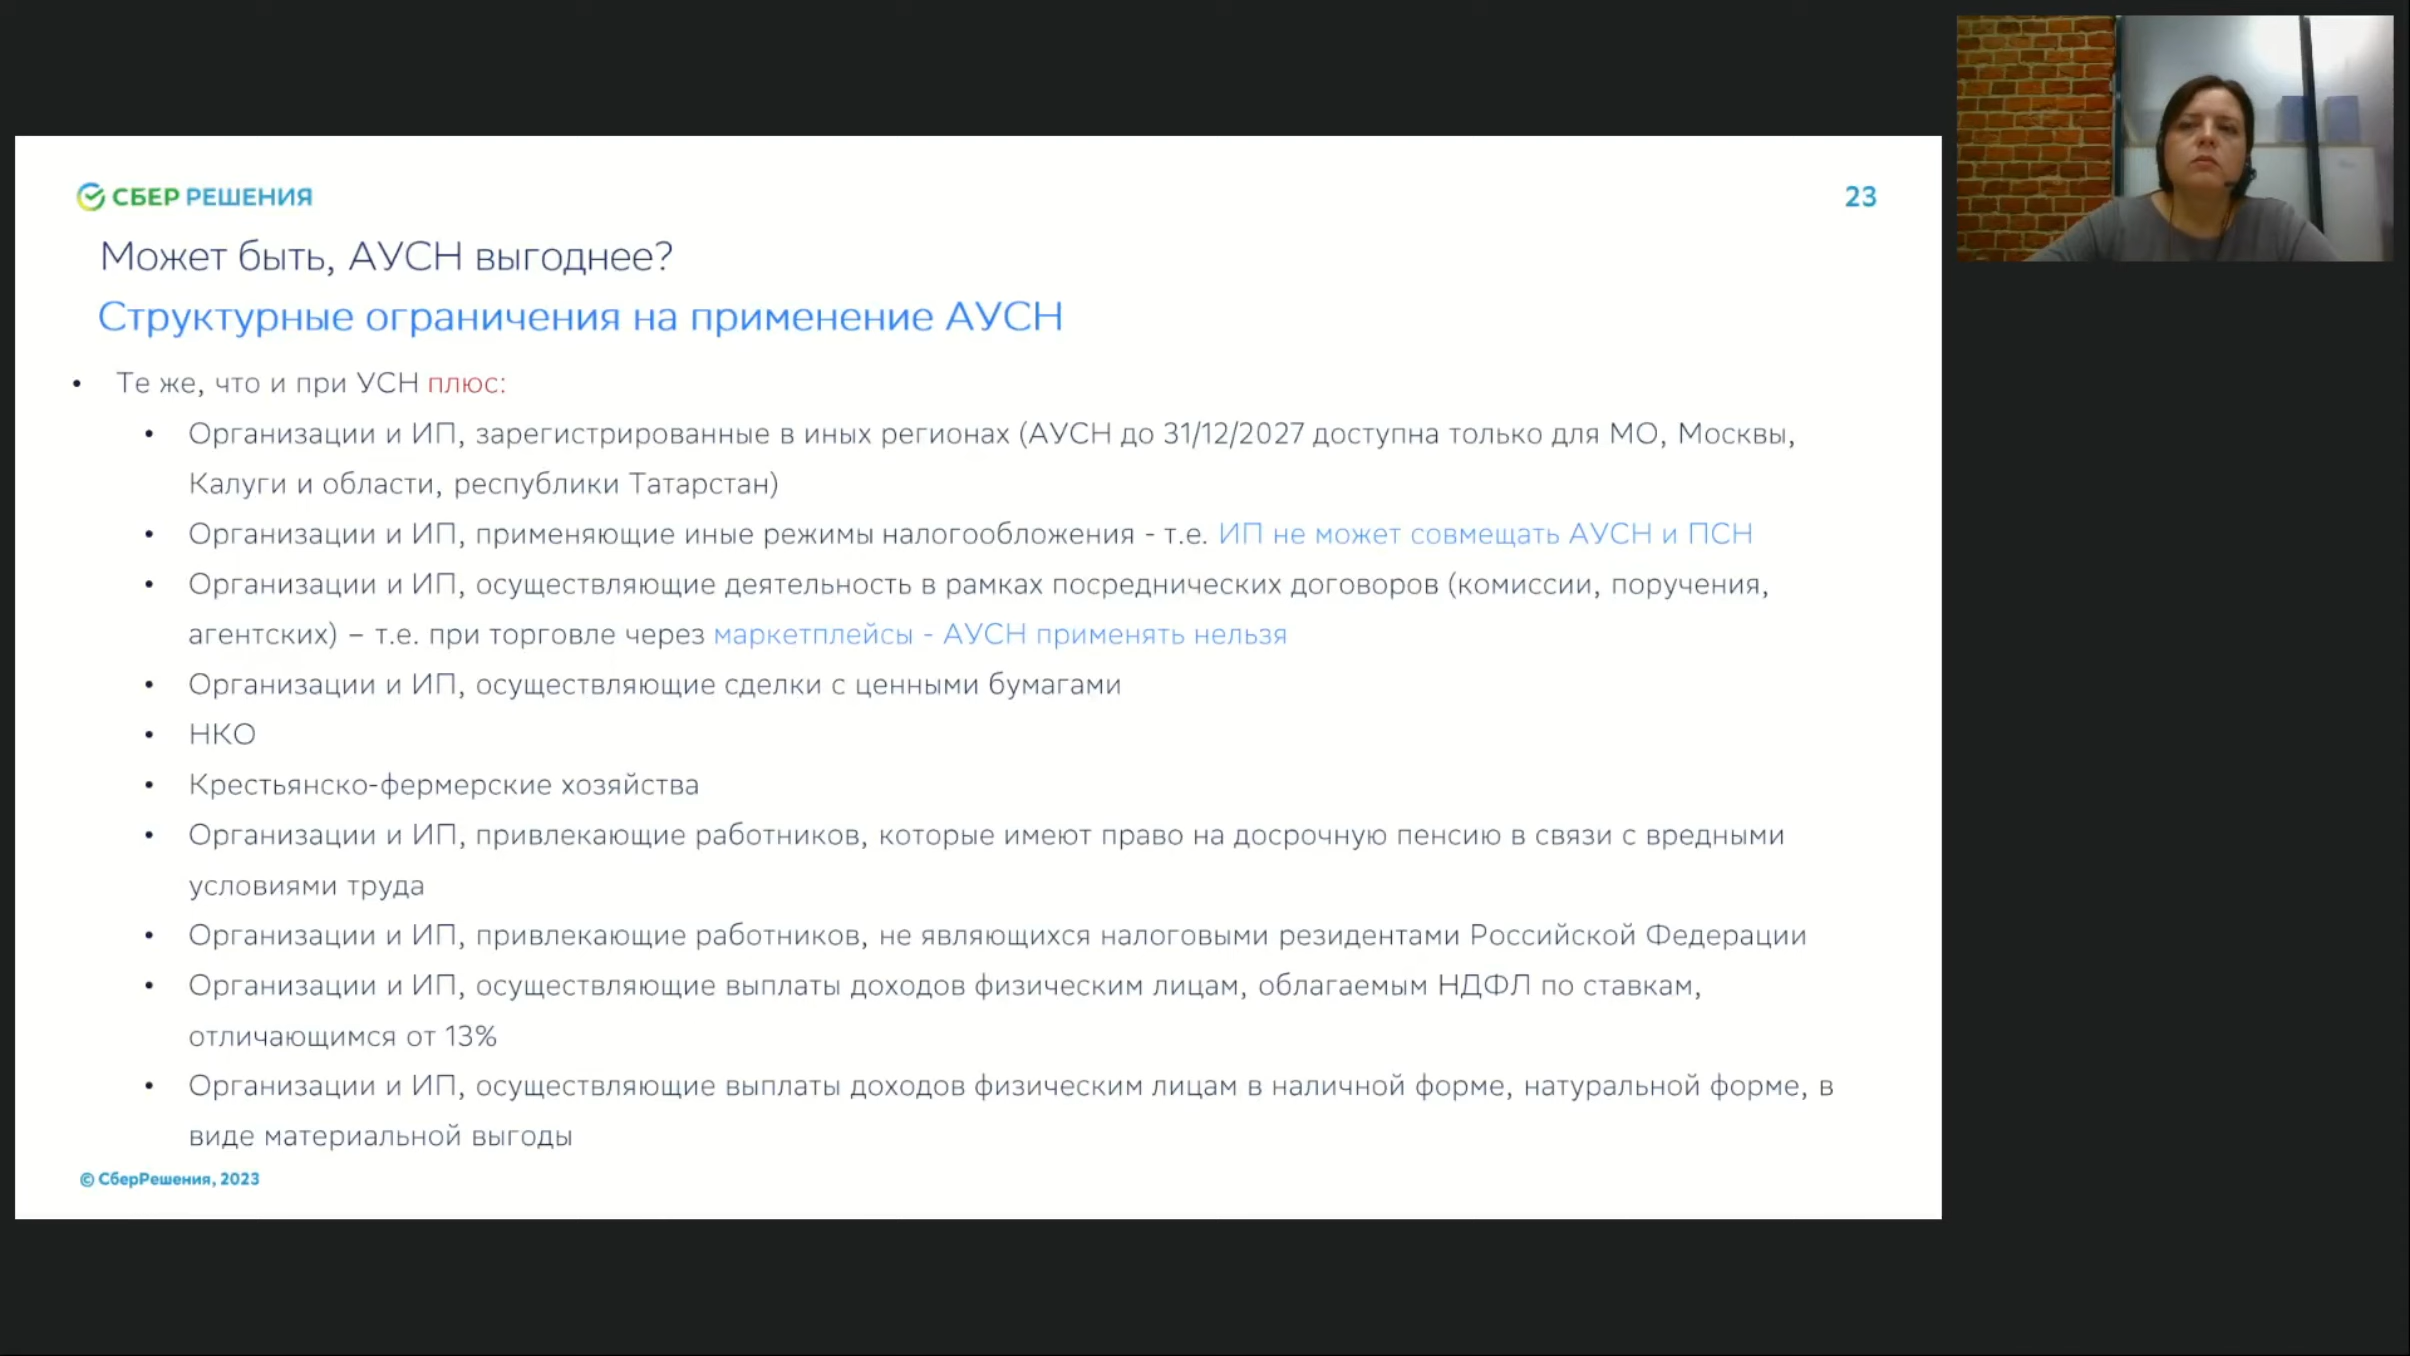 СБЕР РЕШЕНИЯ
23
Может быть, АУСН выгоднее?
Структурные ограничения на применение АУСН
• Те же, что и при УСН плюс:
• Организации и ИП, зарегистрированные в иных регионах (АУСН до 31/12/2027 доступна только для МО, Москвы,
Калуги и области, республики Татарстан)
• Организации и ИП, применяющие иные режимы налогообложения - т.е. ИП не может совмещать АУСН и ПСН
• Организации и ИП, осуществляющие деятельность в рамках посреднических договоров (комиссии, поручения,
агентских) – т.е. при торговле через маркетплейсы - АУСН применять нельзя
• Организации и ИП, осуществляющие сделки с ценными бумагами
• НКО
• Крестьянско-фермерские хозяйства
• Организации и ИП, привлекающие работников, которые имеют право на досрочную пенсию в связи с вредными
условиями труда
• Организации и ИП, привлекающие работников, не являющихся налоговыми резидентами Российской Федерации
• Организации и ИП, осуществляющие выплаты доходов физическим лицам, облагаемым НДФЛ по ставкам,
отличающимся от 13%
• Организации и ИП, осуществляющие выплаты доходов физическим лицам в наличной форме, натуральной форме, в
виде материальной выгоды
© СберРешения, 2023